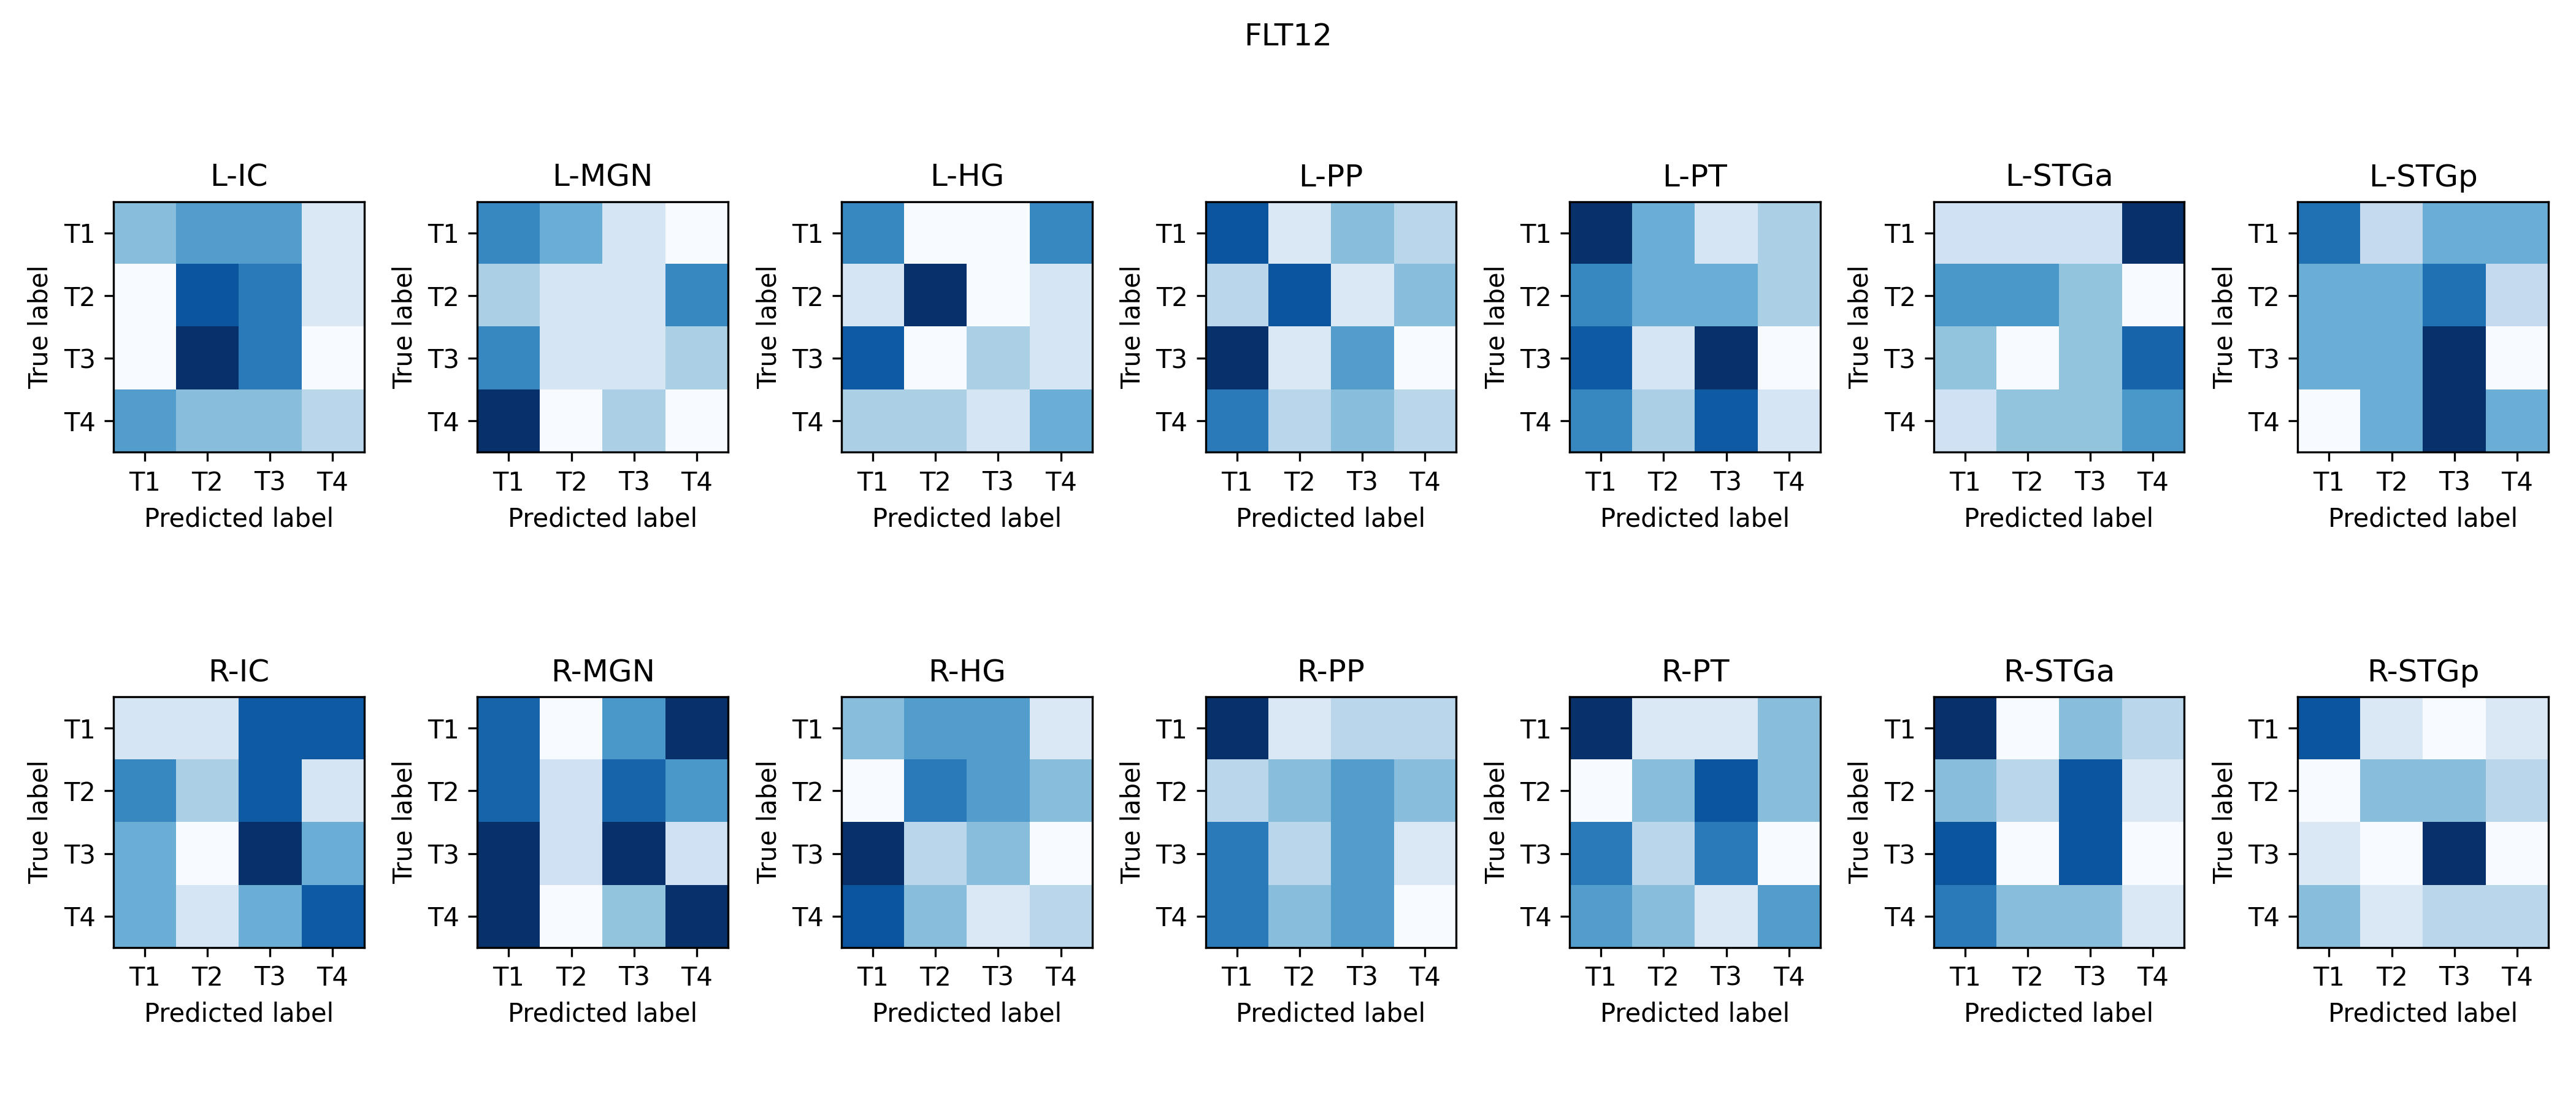 FLT12
L-IC L-MGN L-HG L-PP L-PT L-STGa L-STGp
T1 T1 T1 T1 T1 T1 T1
T2 T2 T2 T2 T2 T2 T2
True label True label True label True label True label True label True label
T3 T3 T3 T3 T3 T3 T3
T4 T4 T4 T4 T4 T4 T4
T1 T2 T3 T4 T1 T2 T3 T4 T1 T2 T3 T4 T1 T2 T3 T4 T1 T2 T3 T4 T1 T2 T3 T4 T1 T2 T3 T4
Predicted label Predicted label Predicted label Predicted label Predicted label Predicted label Predicted label
R-IC R-MGN R-HG R-PP R-PT R-STGa R-STGp
T1 T1 T1 T1 T1 T1 T1
T2 T2 T2 T2 T2 T2 T2
True label True label True label True label True label True label True label
T3 T3 T3 T3 T3 T3 T3
T4 T4 T4 T4 T4 T4 T4
T1 T2 T3 T4 T1 T2 T3 T4 T1 T2 T3 T4 T1 T2 T3 T4 T1 T2 T3 T4 T1 T2 T3 T4 T1 T2 T3 T4
Predicted label Predicted label Predicted label Predicted label Predicted label Predicted label Predicted label